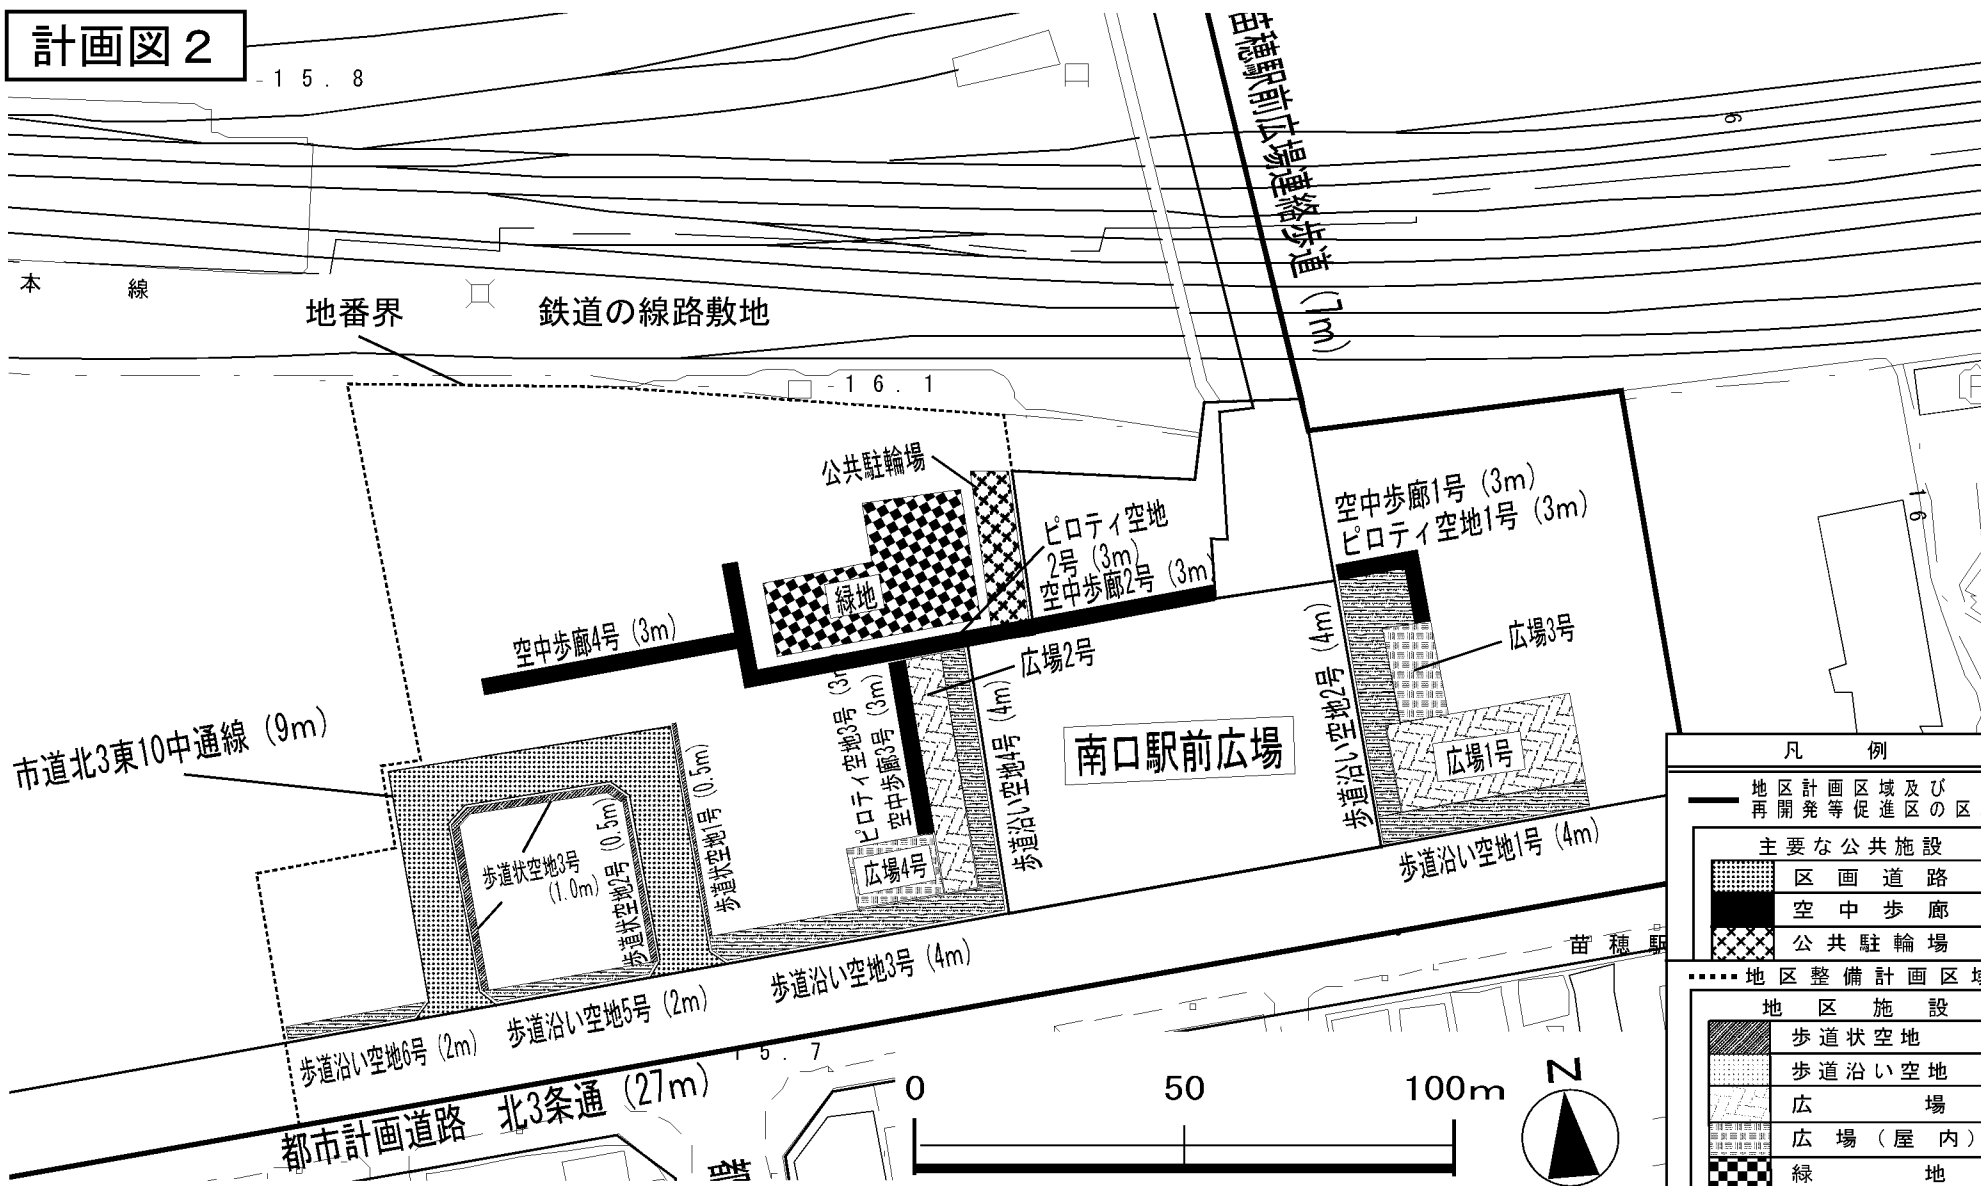 計画図２
15.8
苗穂駅前広場連絡歩道（7m）
6
本線
地番界
鉄道の線路敷地
16.1
公共駐輪場
ピロティ空地
2号（3m）
空中歩廊2号（3m）
空中歩廊1号（3m）
ピロティ空地1号（3m）
16
緑地
空中歩廊4号（3m）
広場2号
広場3号
市道北3東10中通線（9m）
ピロティ空地3号（3m
空中歩廊3号（3m）
歩道沿い空地4号（4m）
南口駅前広場
歩道沿い空地2号（4m）
広場1号
歩道状空地1号（0.5m）
歩道状空地2号（0.5m）
歩道状空地3号
（1.0m）
広場4号
歩道沿い空地1号（4m）
歩道沿い空地3号（4m）
歩道沿い空地5号（2m）
歩道沿い空地6号（2m）
都市計画道路　北3条通（27m）
15.7
苗穂駅
0 50 100m
N
凡例
地区計画区域及び
再開発等促進区の区
主要な公共施設
区画道路
空中歩廊
公共駐輪場
地区整備計画区域
地区施設
歩道状空地
歩道沿い空地
広場
広場（屋内）
緑地